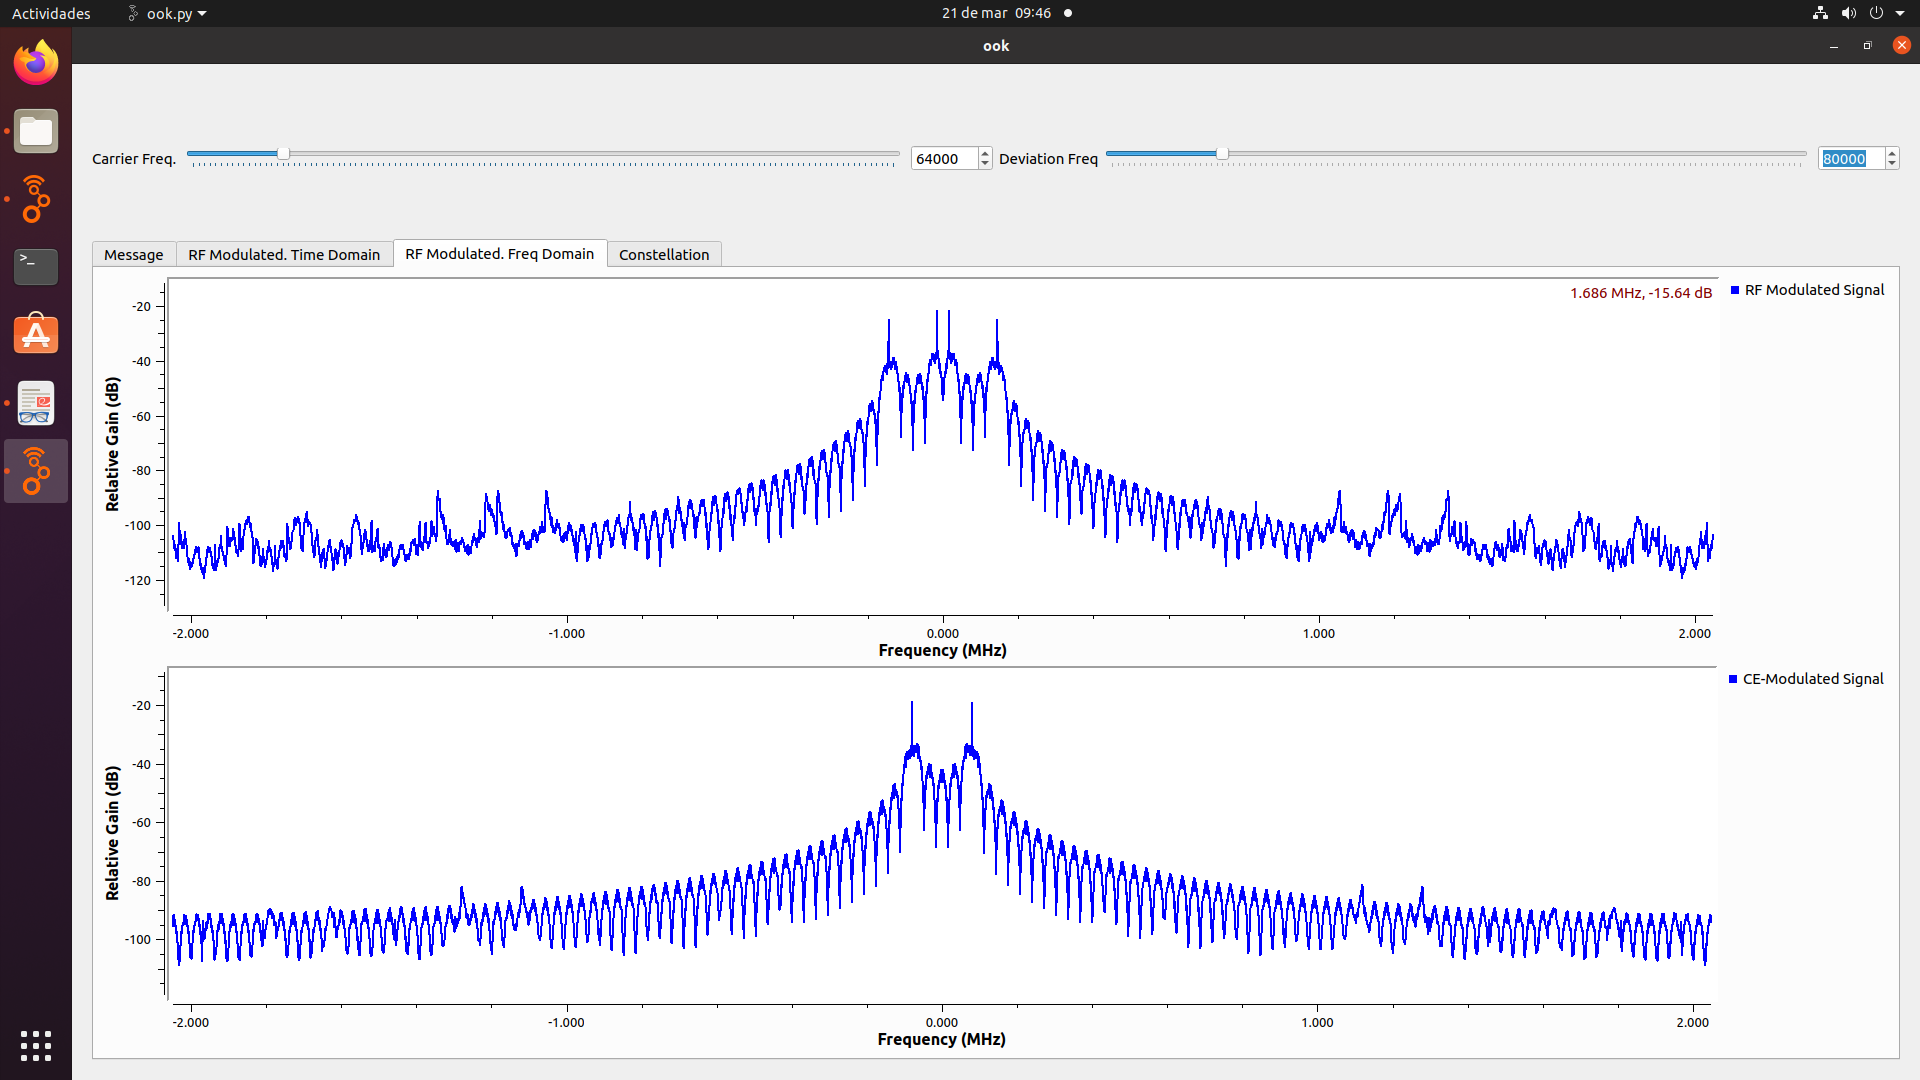 Actividades ook.py 21 de mar 09:46
ook
Carrier Freq. 64000 Deviation Freq 80000
Message RF Modulated. Time Domain RF Modulated. Freq Domain Constellation
1.686 MHz, -15.64 dB
RF Modulated Signal
Relative Gain (dB)
-20
-40
-60
-80
-100
-120
-2.000 -1.000 0.000 1.000 2.000
Frequency (MHz)
CE-Modulated Signal
Relative Gain (dB)
-20
-40
-60
-80
-100
-2.000 -1.000 0.000 1.000 2.000
Frequency (MHz)